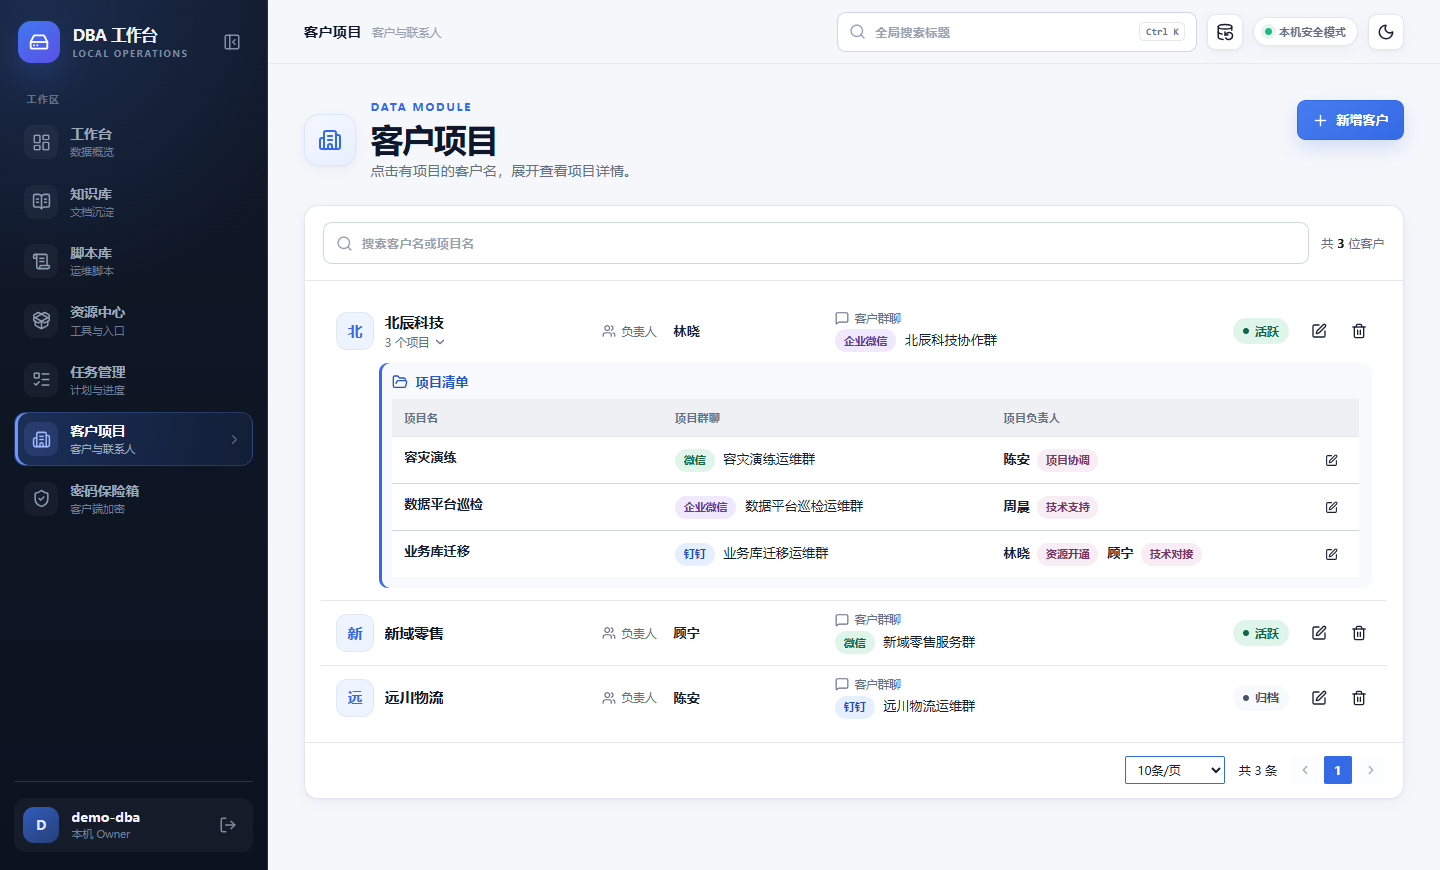 DBA 工作台
LOCAL OPERATIONS
工作区
工作台
数据概览
知识库
文档沉淀
脚本库
运维脚本
资源中心
工具与入口
任务管理
计划与进度
客户项目
客户与联系人
密码保险箱
客户端加密
D
demo-dba
本机 Owner
客户项目 客户与联系人
全局搜索标题 Ctrl K
本机安全模式
DATA MODULE
客户项目
点击有项目的客户名，展开查看项目详情。
新增客户
搜索客户名或项目名
共 3 位客户
北 北辰科技
3 个项目
负责人 林晓
客户群聊
企业微信 北辰科技协作群
活跃
项目清单
项目名 项目群聊 项目负责人
容灾演练 微信 容灾演练运维群 陈安 项目协调
数据平台巡检 企业微信 数据平台巡检运维群 周晨 技术支持
业务库迁移 钉钉 业务库迁移运维群 林晓 资源开通 顾宁 技术对接
新 新域零售
负责人 顾宁
客户群聊
微信 新域零售服务群
活跃
远 远川物流
负责人 陈安
客户群聊
钉钉 远川物流运维群
归档
10条/页 共 3 条 1